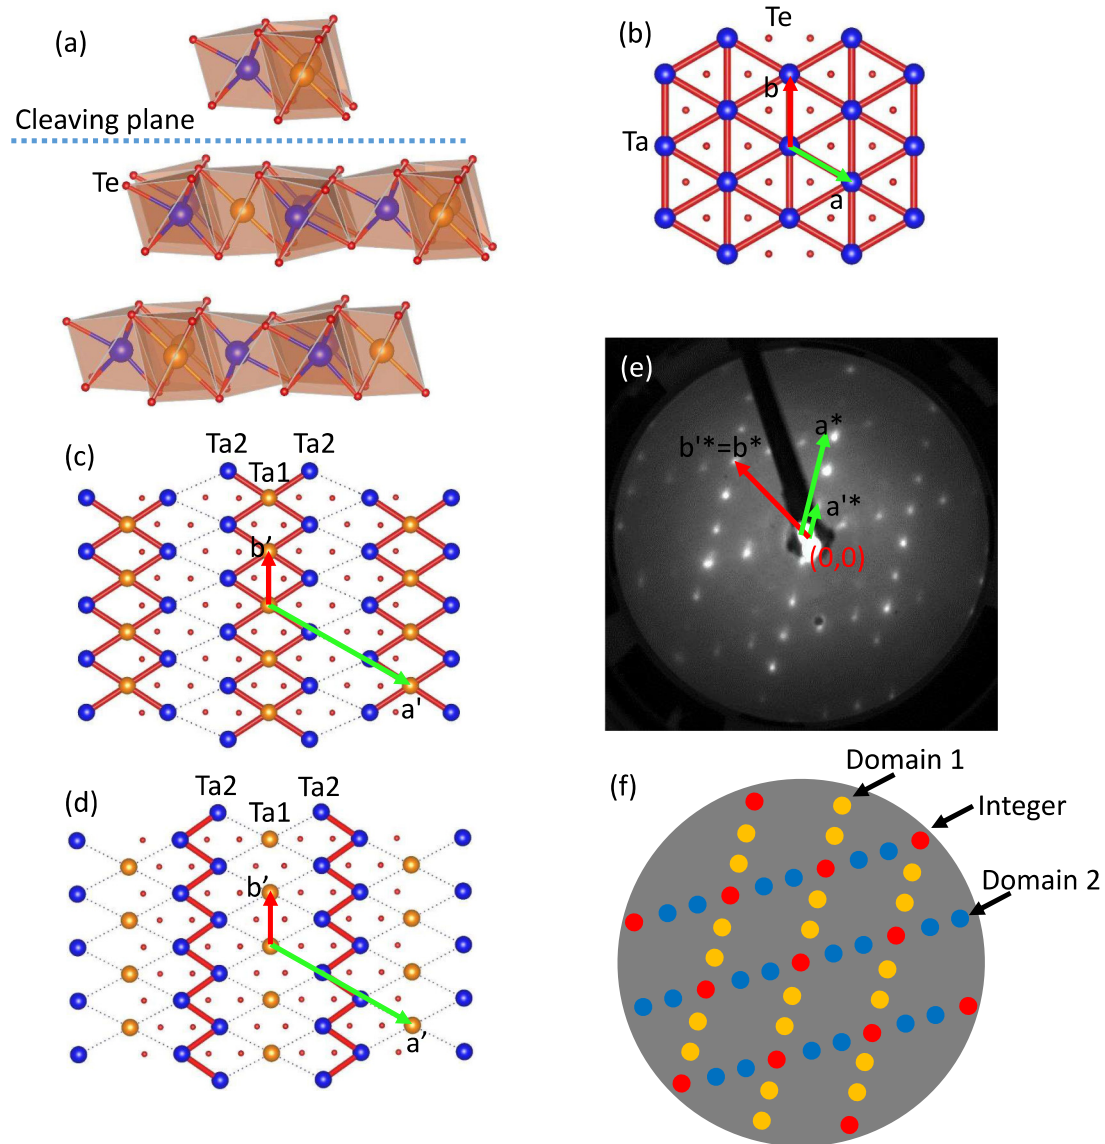 (a)
Cleaving plane
Te
(b)
Te
b
Ta
a
(c)
Ta2
Ta2
Ta1
b’
a'
(d)
Ta2
Ta2
Ta1
b’
a’
(e)
a*
b'*=b*
a'*
(0,0)
(f)
Domain 1
Integer
Domain 2